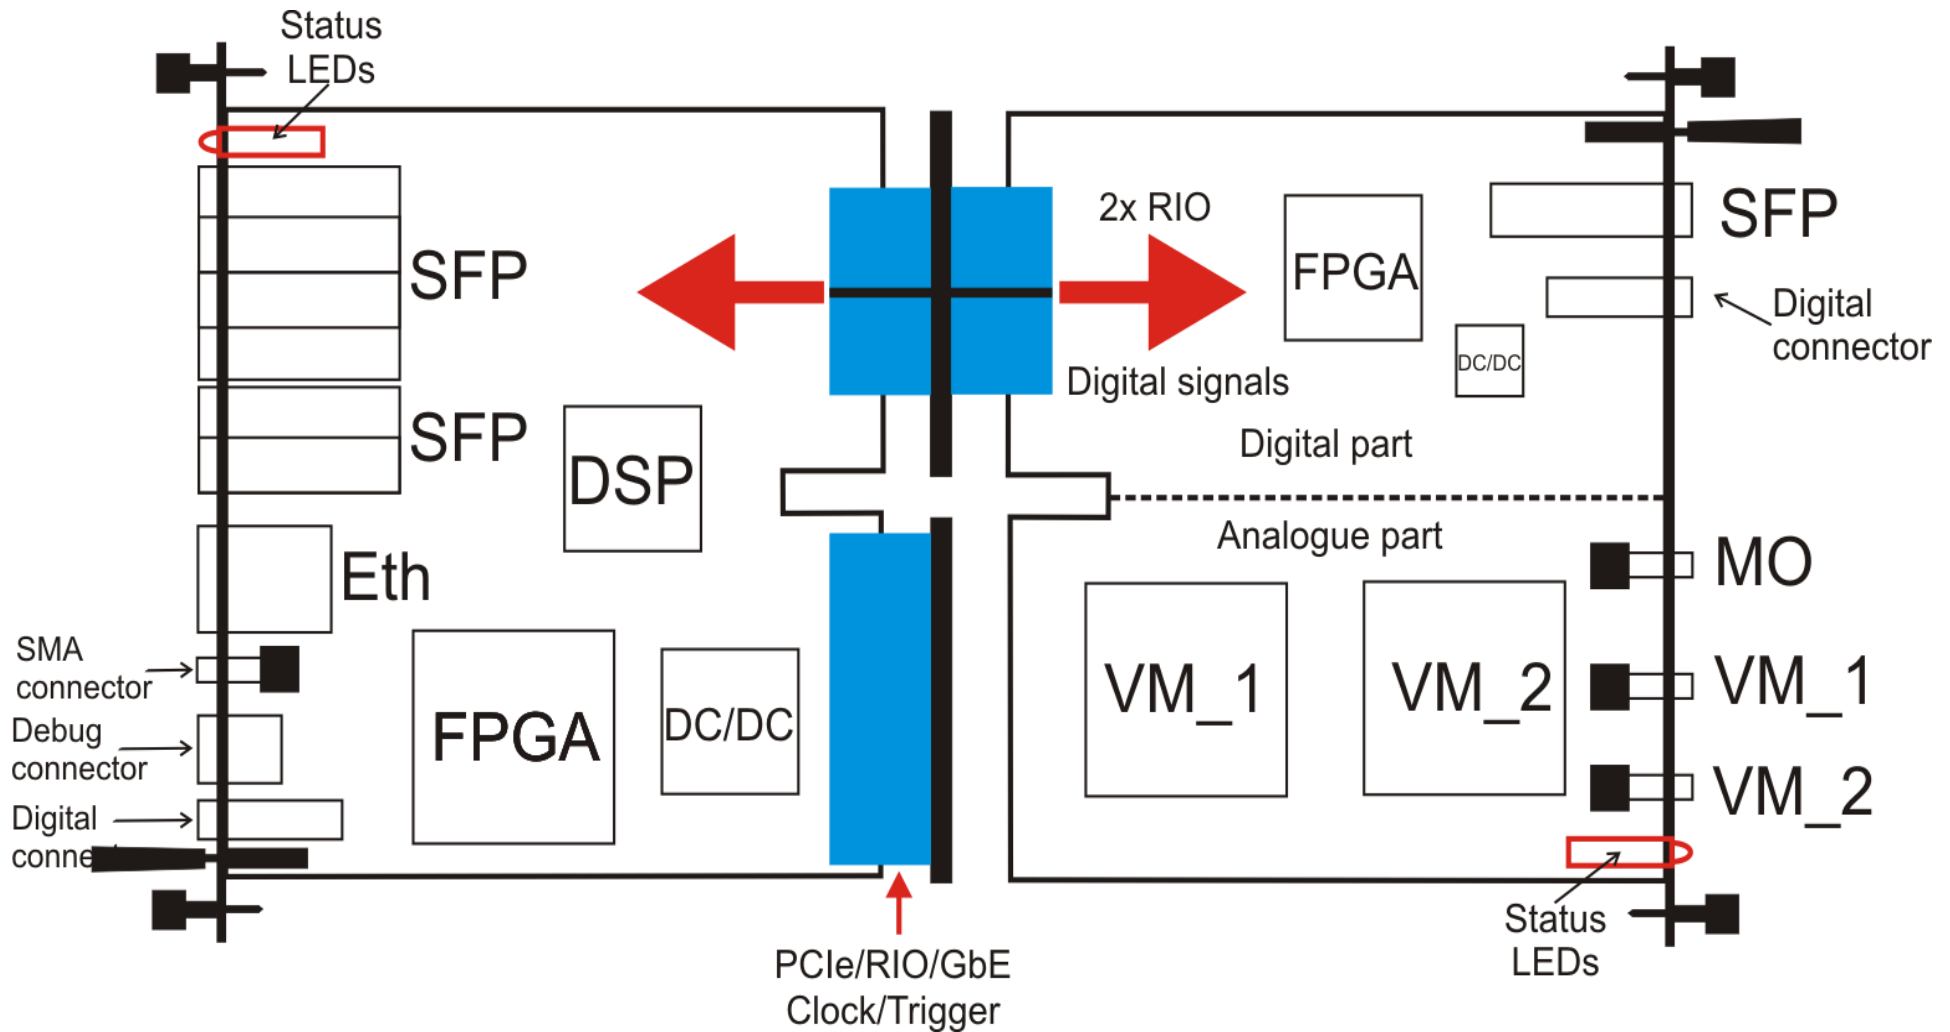 Status
LEDs
SFP
SFP
DSP
Eth
SMA
connector
Debug
connector
Digital
conne
FPGA
DC/DC
PCIe/RIO/GbE
Clock/Trigger
2x RIO
FPGA
SFP
Digital
connector
DC/DC
Digital signals
Digital part
Analogue part
MO
VM_1
VM_2
VM_1
VM_2
Status
LEDs